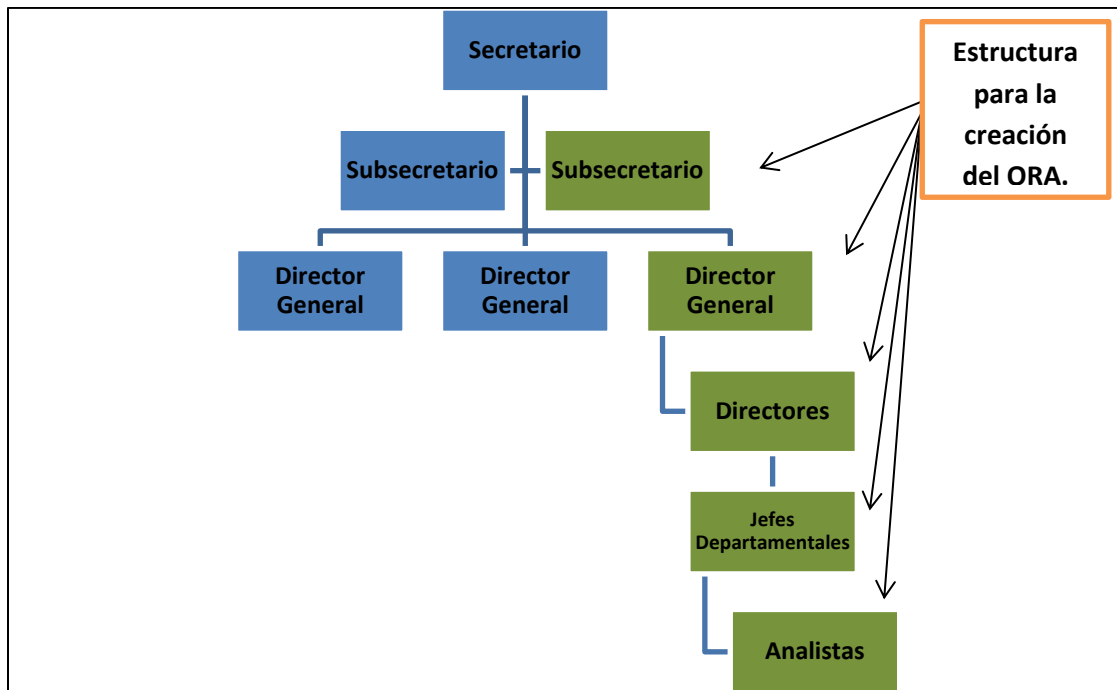 Secretario
Estructura
para la
creación
del ORA.
Subsecretario
Subsecretario
Director
General
Director
General
Director
General
Directores
Jefes
Departamentales
Analistas